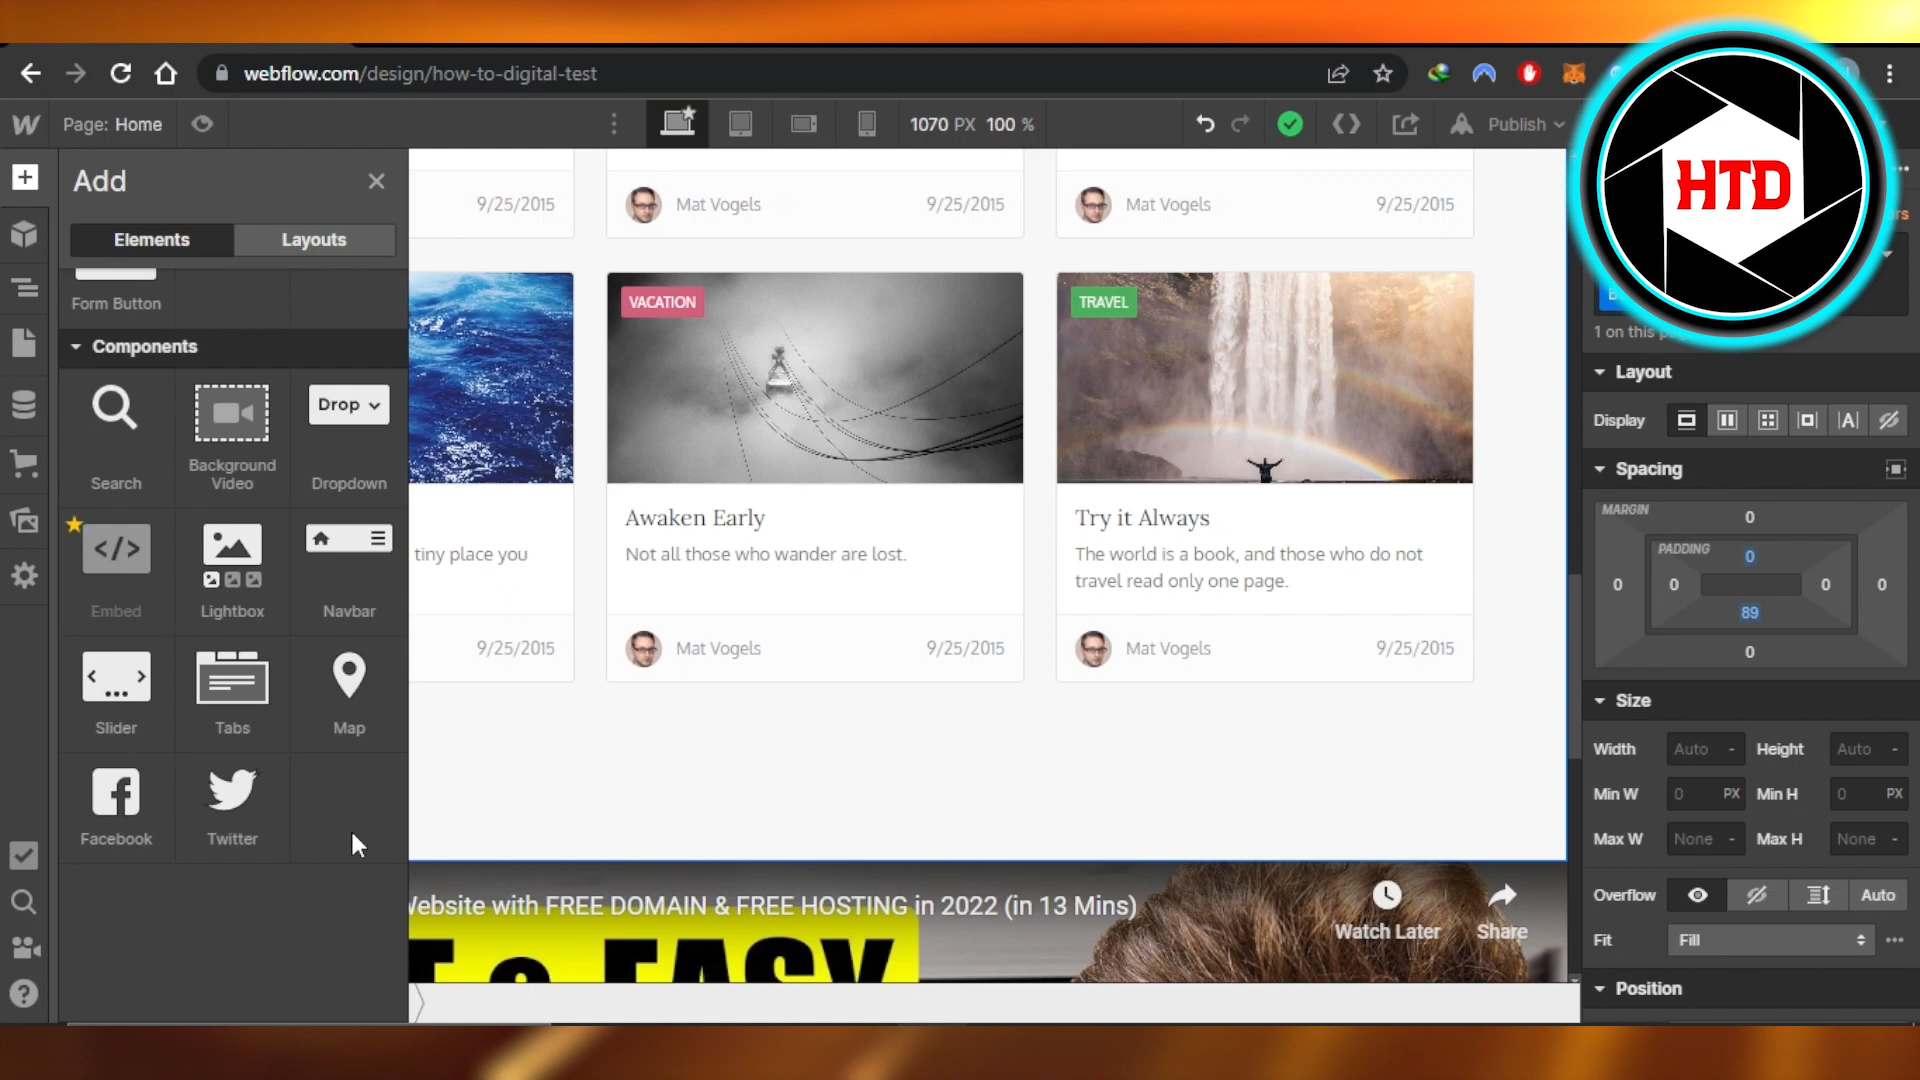 webflow.com/design/how-to-digital-test
Page: Home
1070 PX 100 %
Publish
HTD
Add
Elements
Layouts
Form Button
Components
Search
Background Video
Drop
Dropdown
Embed
Lightbox
Navbar
Slider
Tabs
Map
Facebook
Twitter
9/25/2015
Mat Vogels
9/25/2015
Mat Vogels
9/25/2015
VACATION
TRAVEL
tiny place you
Awaken Early
Not all those who wander are lost.
Try it Always
The world is a book, and those who do not
travel read only one page.
9/25/2015
Mat Vogels
9/25/2015
Mat Vogels
9/25/2015
Website with FREE DOMAIN & FREE HOSTING in 2022 (in 13 Mins)
Watch Later
Share
EASY
1 on this
Layout
Display
Spacing
MARGIN
0
PADDING
0
0
0
0
0
89
0
Size
Width Auto - Height Auto -
Min W 0 PX Min H 0 PX
Max W None - Max H None -
Overflow Auto
Fit Fill
Position